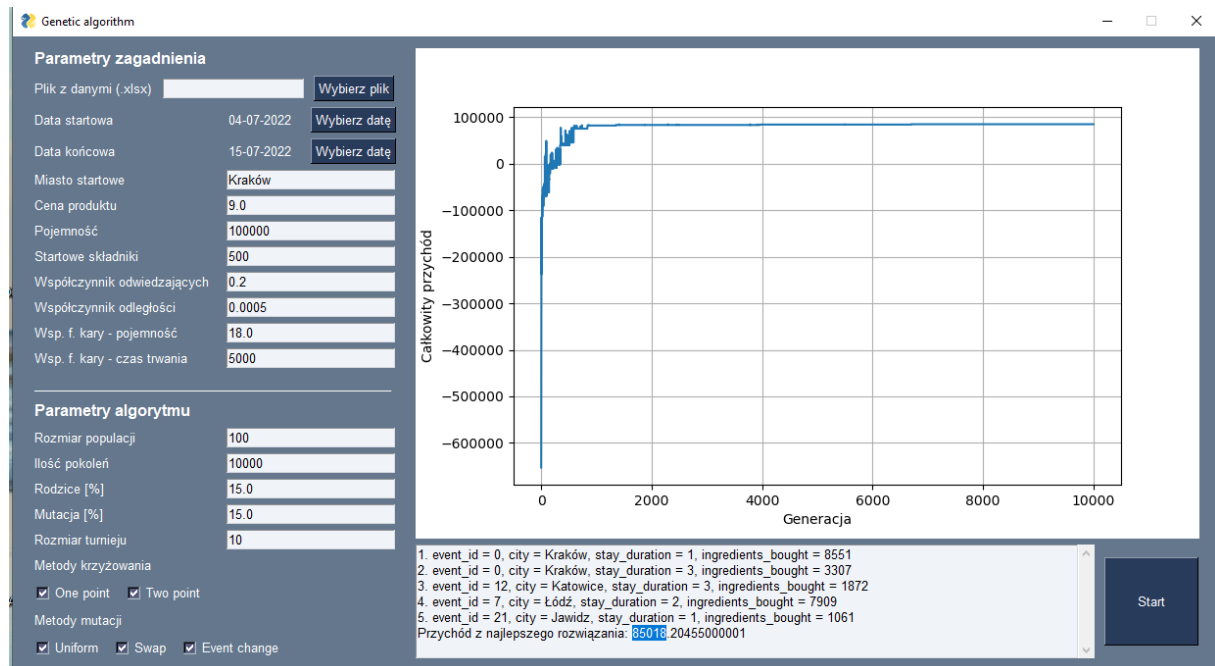 Genetic algorithm
Parametry zagadnienia
Plik z danymi (.xlsx) Wybierz plik
Data startowa 04-07-2022 Wybierz datę
Data końcowa 15-07-2022 Wybierz datę
Miasto startowe Kraków
Cena produktu 9.0
Pojemność 100000
Startowe składniki 500
Współczynnik odwiedzających 0.2
Współczynnik odległości 0.0005
Wsp. f. kary - pojemność 18.0
Wsp. f. kary - czas trwania 5000
Parametry algorytmu
Rozmiar populacji 100
Ilość pokoleń 10000
Rodzice [%] 15.0
Mutacja [%] 15.0
Rozmiar turnieju 10
Metody krzyżowania
One point Two point
Metody mutacji
Uniform Swap Event change
Całkowity przychód
100000
0
−100000
−200000
−300000
−400000
−500000
−600000
0 2000 4000 6000 8000 10000
Generacja
1. event_id = 0, city = Kraków, stay_duration = 1, ingredients_bought = 8551
2. event_id = 0, city = Kraków, stay_duration = 3, ingredients_bought = 3307
3. event_id = 12, city = Katowice, stay_duration = 3, ingredients_bought = 1872
4. event_id = 7, city = Łódź, stay_duration = 2, ingredients_bought = 7909
5. event_id = 21, city = Jawidz, stay_duration = 1, ingredients_bought = 1061
Przychód z najlepszego rozwiązania: 85018.20455000001
Start